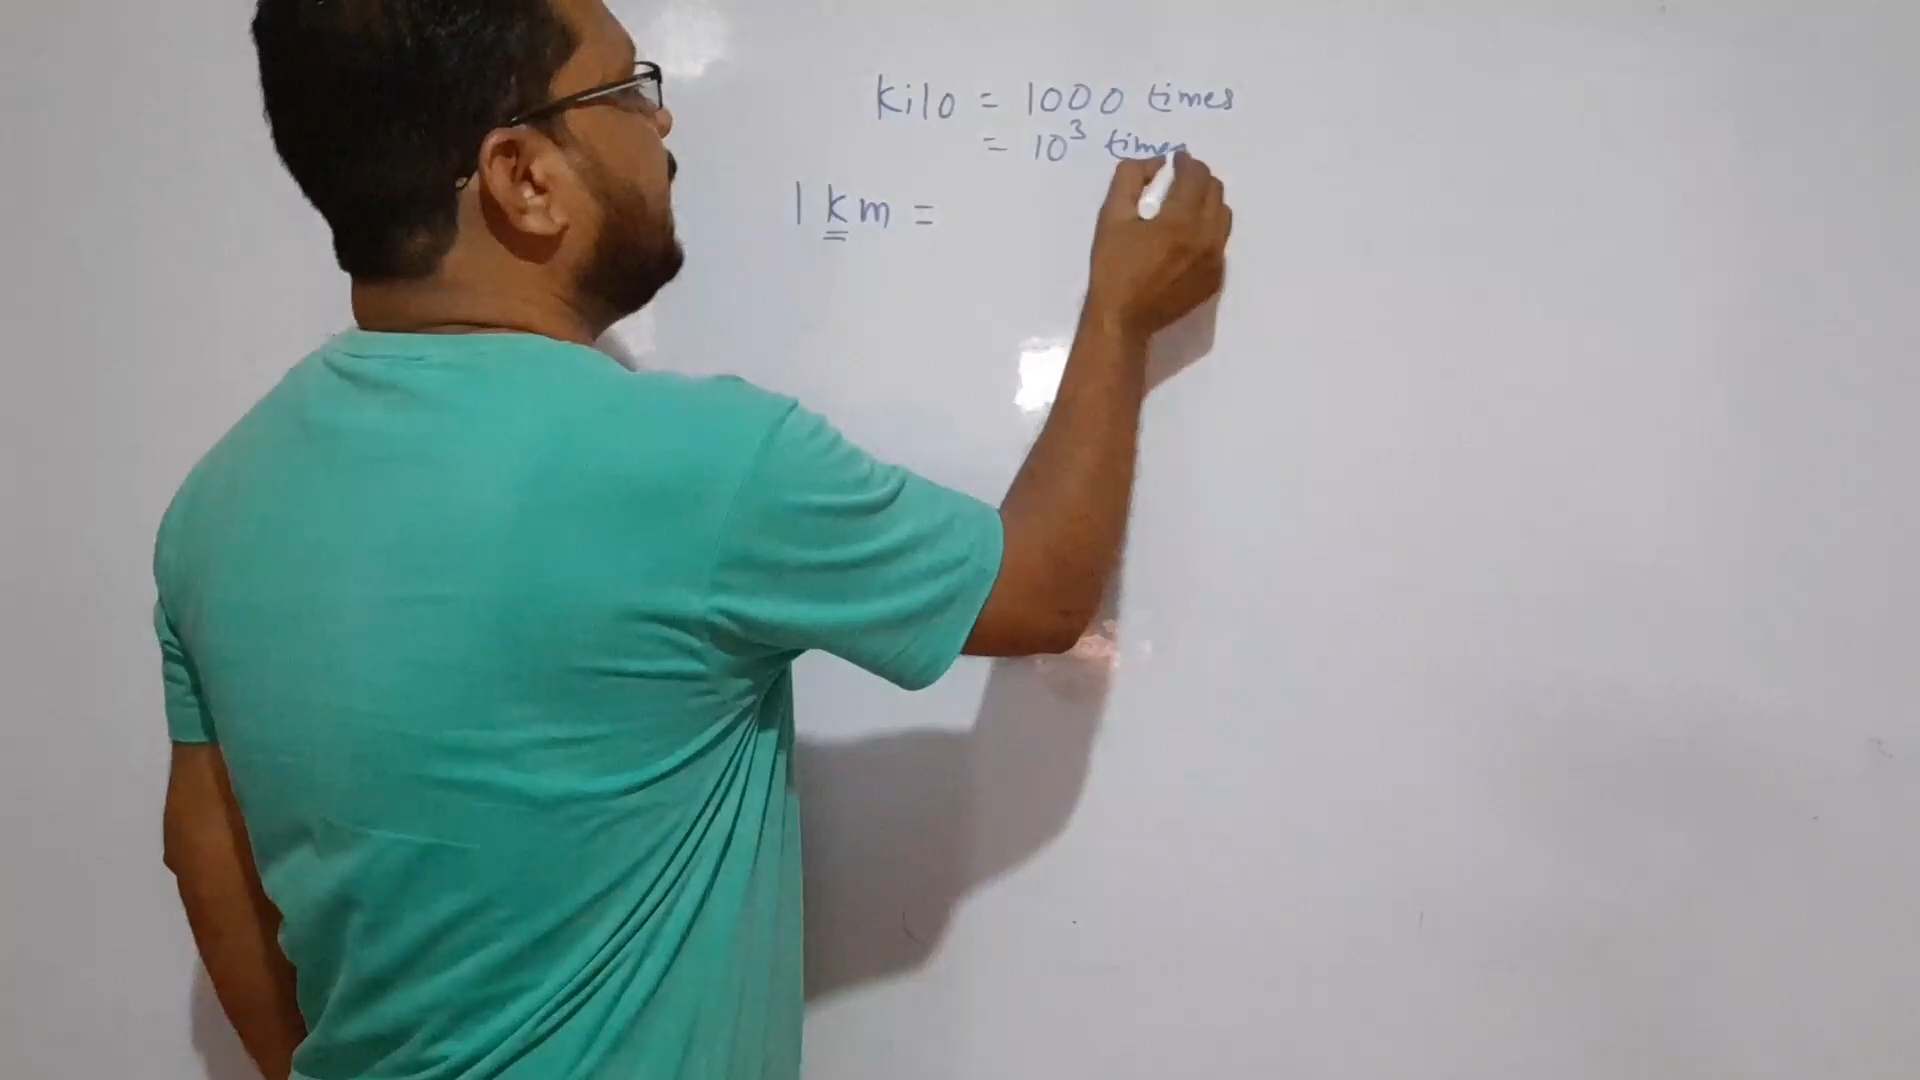 Kilo = 1000 times
= 10³ times
1 km =